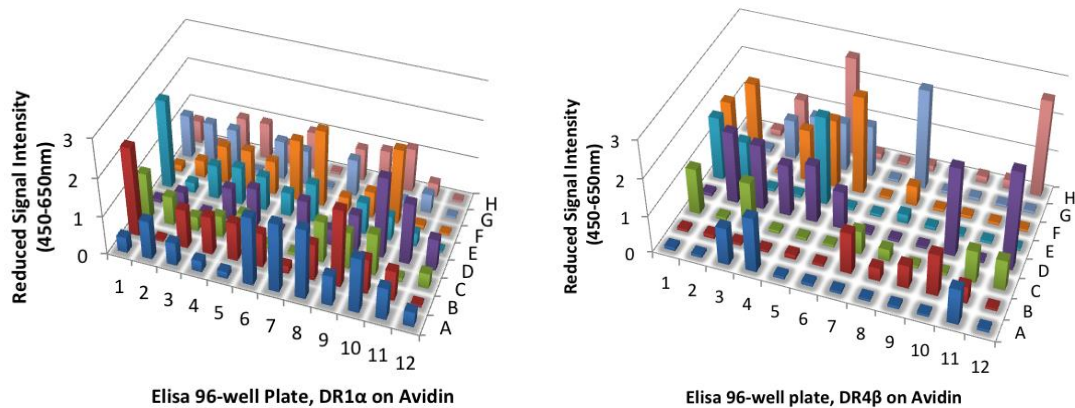 Reduced Signal Intensity
(450-650nm)
3
2
1
0
1
2
3
4
5
6
7
8
9
10
11
12
H
G
F
E
D
C
B
A
Elisa 96-well Plate, DR1α on Avidin
Reduced Signal Intensity
(450-650nm)
3
2
1
0
1
2
3
4
5
6
7
8
9
10
11
12
H
G
F
E
D
C
B
A
Elisa 96-well plate, DR4β on Avidin